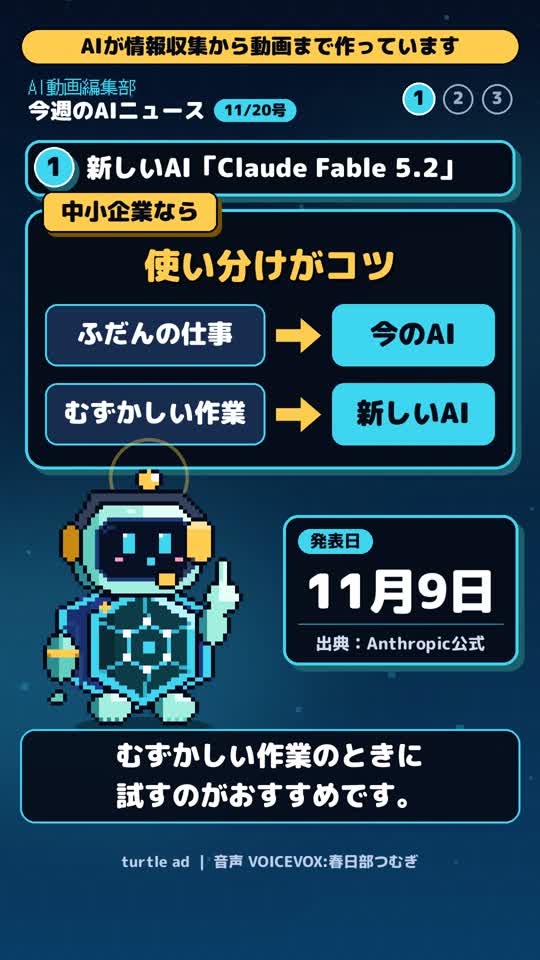 AIが情報収集から動画まで作っています
AI動画編集部
今週のAIニュース 11/20号
1 2 3
1 新しいAI「Claude Fable 5.2」
中小企業なら
使い分けがコツ
ふだんの仕事 → 今のAI
むずかしい作業 → 新しいAI
発表日
11月9日
出典：Anthropic公式
むずかしい作業のときに
試すのがおすすめです。
turtle ad | 音声 VOICEVOX:春日部つむぎ